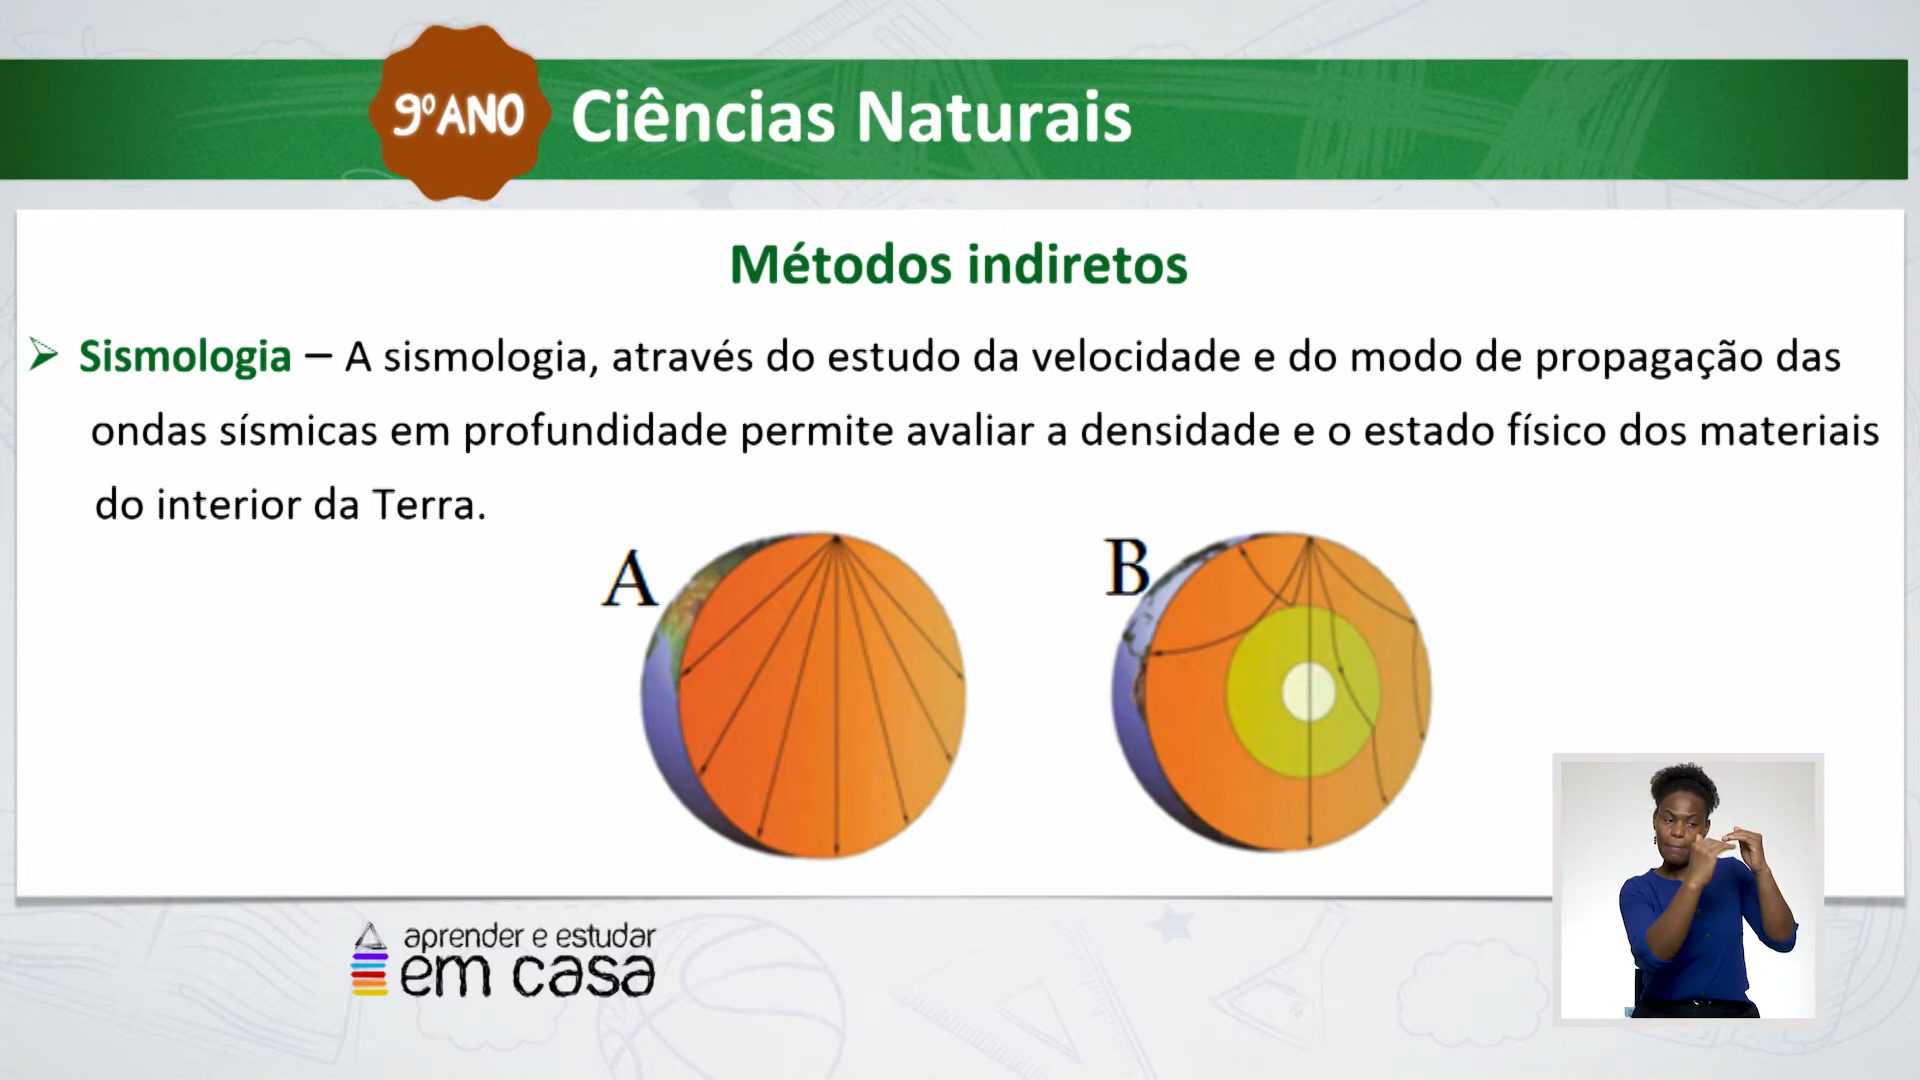 9ºANO
Ciências Naturais
Métodos indiretos
➢ Sismologia – A sismologia, através do estudo da velocidade e do modo de propagação das
ondas sísmicas em profundidade permite avaliar a densidade e o estado físico dos materiais
do interior da Terra.
A
B
aprender e estudar
em casa